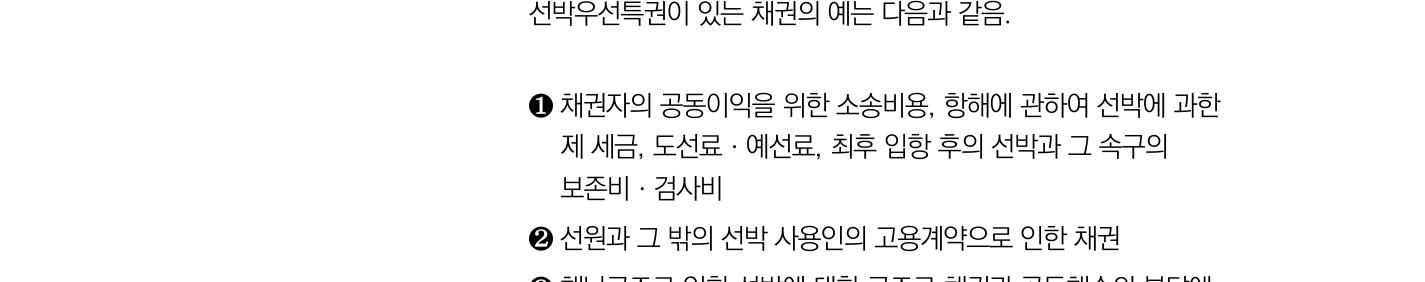 선박우선특권이 있는 채권의 예는 다음과 같음.
❶ 채권자의 공동이익을 위한 소송비용, 항해에 관하여 선박에 과한
제 세금, 도선료 · 예선료, 최후 입항 후의 선박과 그 속구의
보존비 · 검사비
❷ 선원과 그 밖의 선박 사용인의 고용계약으로 인한 채권